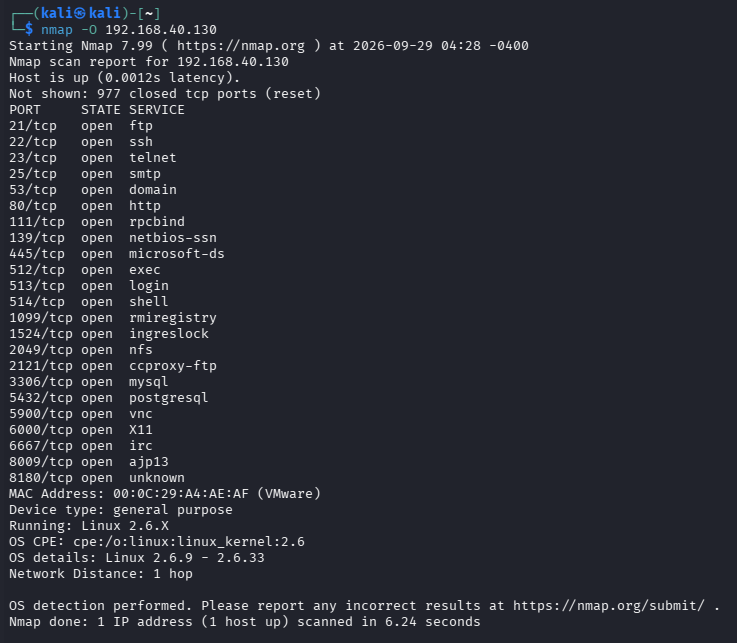 ┌──(kali㉿kali)-[~]
└─$ nmap -O 192.168.40.130
Starting Nmap 7.99 ( https://nmap.org ) at 2026-09-29 04:28 -0400
Nmap scan report for 192.168.40.130
Host is up (0.0012s latency).
Not shown: 977 closed tcp ports (reset)
PORT     STATE SERVICE
21/tcp   open  ftp
22/tcp   open  ssh
23/tcp   open  telnet
25/tcp   open  smtp
53/tcp   open  domain
80/tcp   open  http
111/tcp  open  rpcbind
139/tcp  open  netbios-ssn
445/tcp  open  microsoft-ds
512/tcp  open  exec
513/tcp  open  login
514/tcp  open  shell
1099/tcp open  rmiregistry
1524/tcp open  ingreslock
2049/tcp open  nfs
2121/tcp open  ccproxy-ftp
3306/tcp open  mysql
5432/tcp open  postgresql
5900/tcp open  vnc
6000/tcp open  X11
6667/tcp open  irc
8009/tcp open  ajp13
8180/tcp open  unknown
MAC Address: 00:0C:29:A4:AE:AF (VMware)
Device type: general purpose
Running: Linux 2.6.X
OS CPE: cpe:/o:linux:linux_kernel:2.6
OS details: Linux 2.6.9 - 2.6.33
Network Distance: 1 hop

OS detection performed. Please report any incorrect results at https://nmap.org/submit/ .
Nmap done: 1 IP address (1 host up) scanned in 6.24 seconds